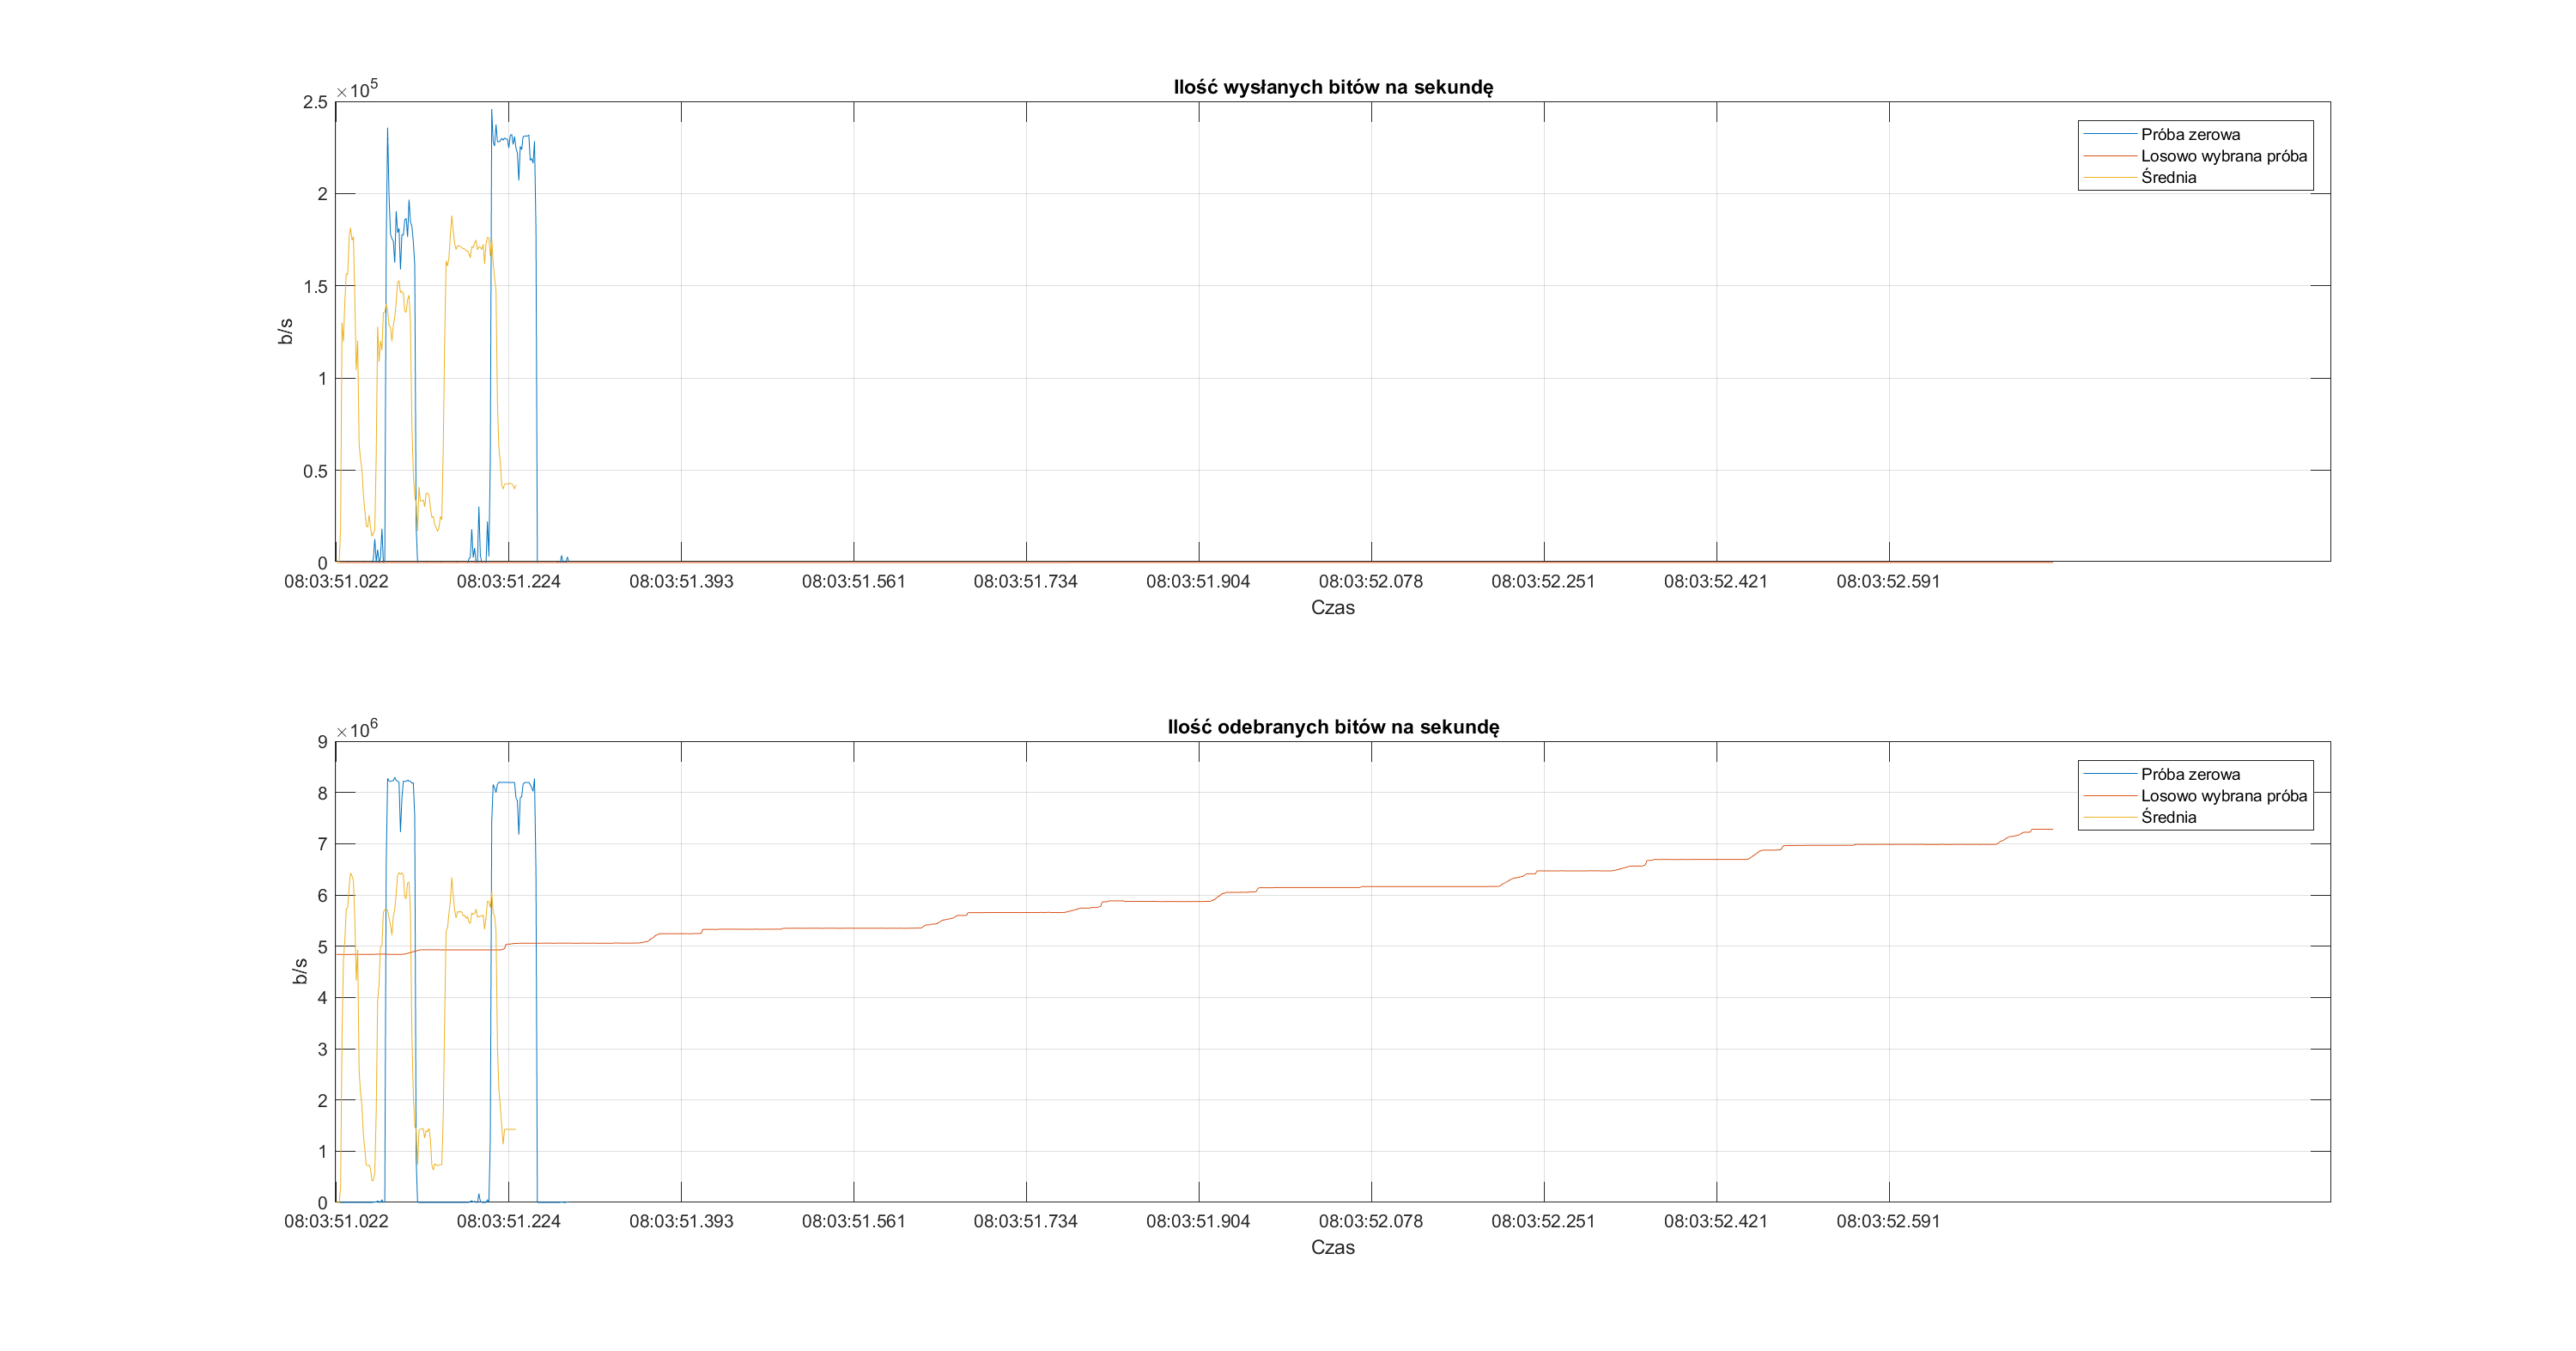 Ilość wysłanych bitów na sekundę
×10^5
2.5
2
1.5
1
0.5
0
b/s
Próba zerowa
Losowo wybrana próba
Średnia
08:03:51.022 08:03:51.224 08:03:51.393 08:03:51.561 08:03:51.734 08:03:51.904 08:03:52.078 08:03:52.251 08:03:52.421 08:03:52.591
Czas
Ilość odebranych bitów na sekundę
×10^6
9
8
7
6
5
4
3
2
1
0
b/s
Próba zerowa
Losowo wybrana próba
Średnia
08:03:51.022 08:03:51.224 08:03:51.393 08:03:51.561 08:03:51.734 08:03:51.904 08:03:52.078 08:03:52.251 08:03:52.421 08:03:52.591
Czas